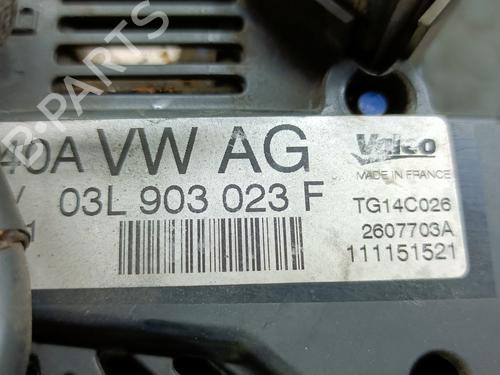 B-PARTS
40A VW AG
03L 903 023 F
Valeo
MADE IN FRANCE
TG14C026
2607703A
111151521